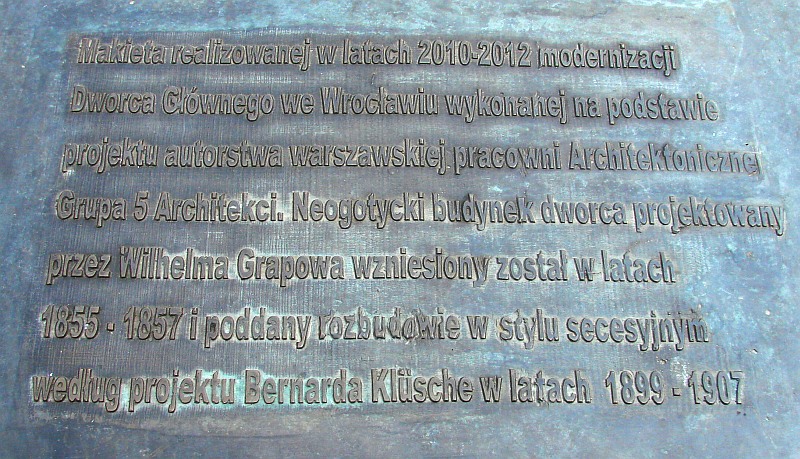 Makieta realizowanej w latach 2010-2012 modernizacji
Dworca Głównego we Wrocławiu wykonanej na podstawie
projektu autorstwa warszawskiej pracowni Architektonicznej
Grupa 5 Architekci. Neogotycki budynek dworca projektowany
przez Wilhelma Grapowa wzniesiony został w latach
1855 - 1857 i poddany rozbudowie w stylu secesyjnym
według projektu Bernarda Klüsche w latach 1899 - 1907